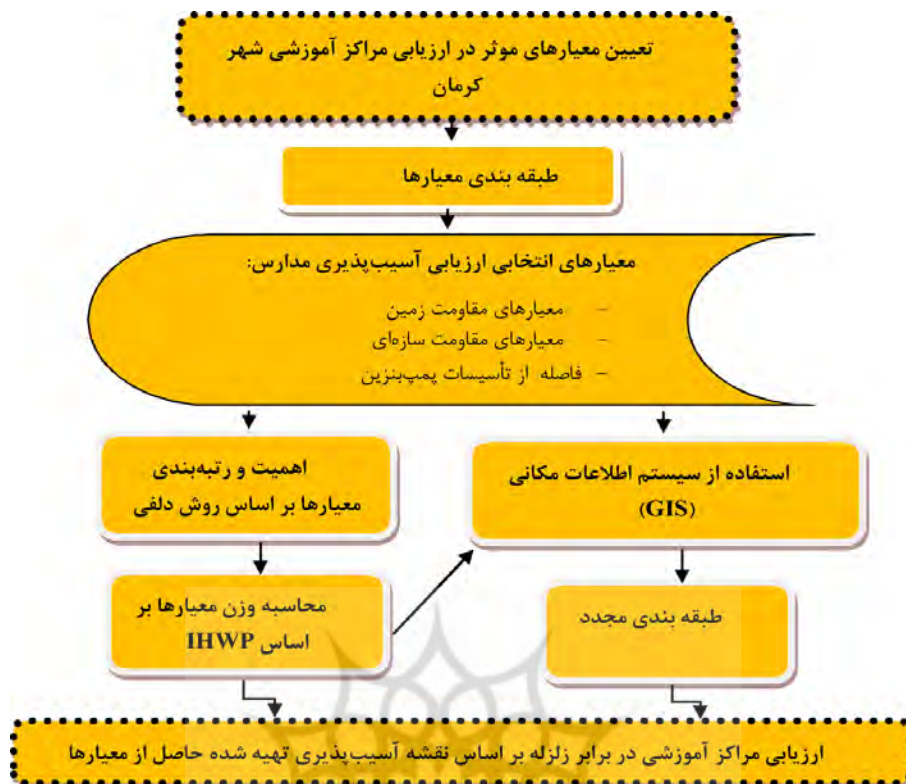 تعیین معیارهای موثر در ارزیابی مراکز آموزشی شهر
کرمان
طبقه بندی معیارها
معیارهای انتخابی ارزیابی آسیب‌پذیری مدارس:
- معیارهای مقاومت زمین
- معیارهای مقاومت سازه‌ای
- فاصله از تأسیسات پمپ‌بنزین
استفاده از سیستم اطلاعات مکانی
(GIS)
اهمیت و رتبه‌بندی
معیارها بر اساس روش دلفی
طبقه بندی مجدد
محاسبه وزن معیارها بر
اساس IHWP
ارزیابی مراکز آموزشی در برابر زلزله بر اساس نقشه آسیب‌پذیری تهیه شده حاصل از معیارها